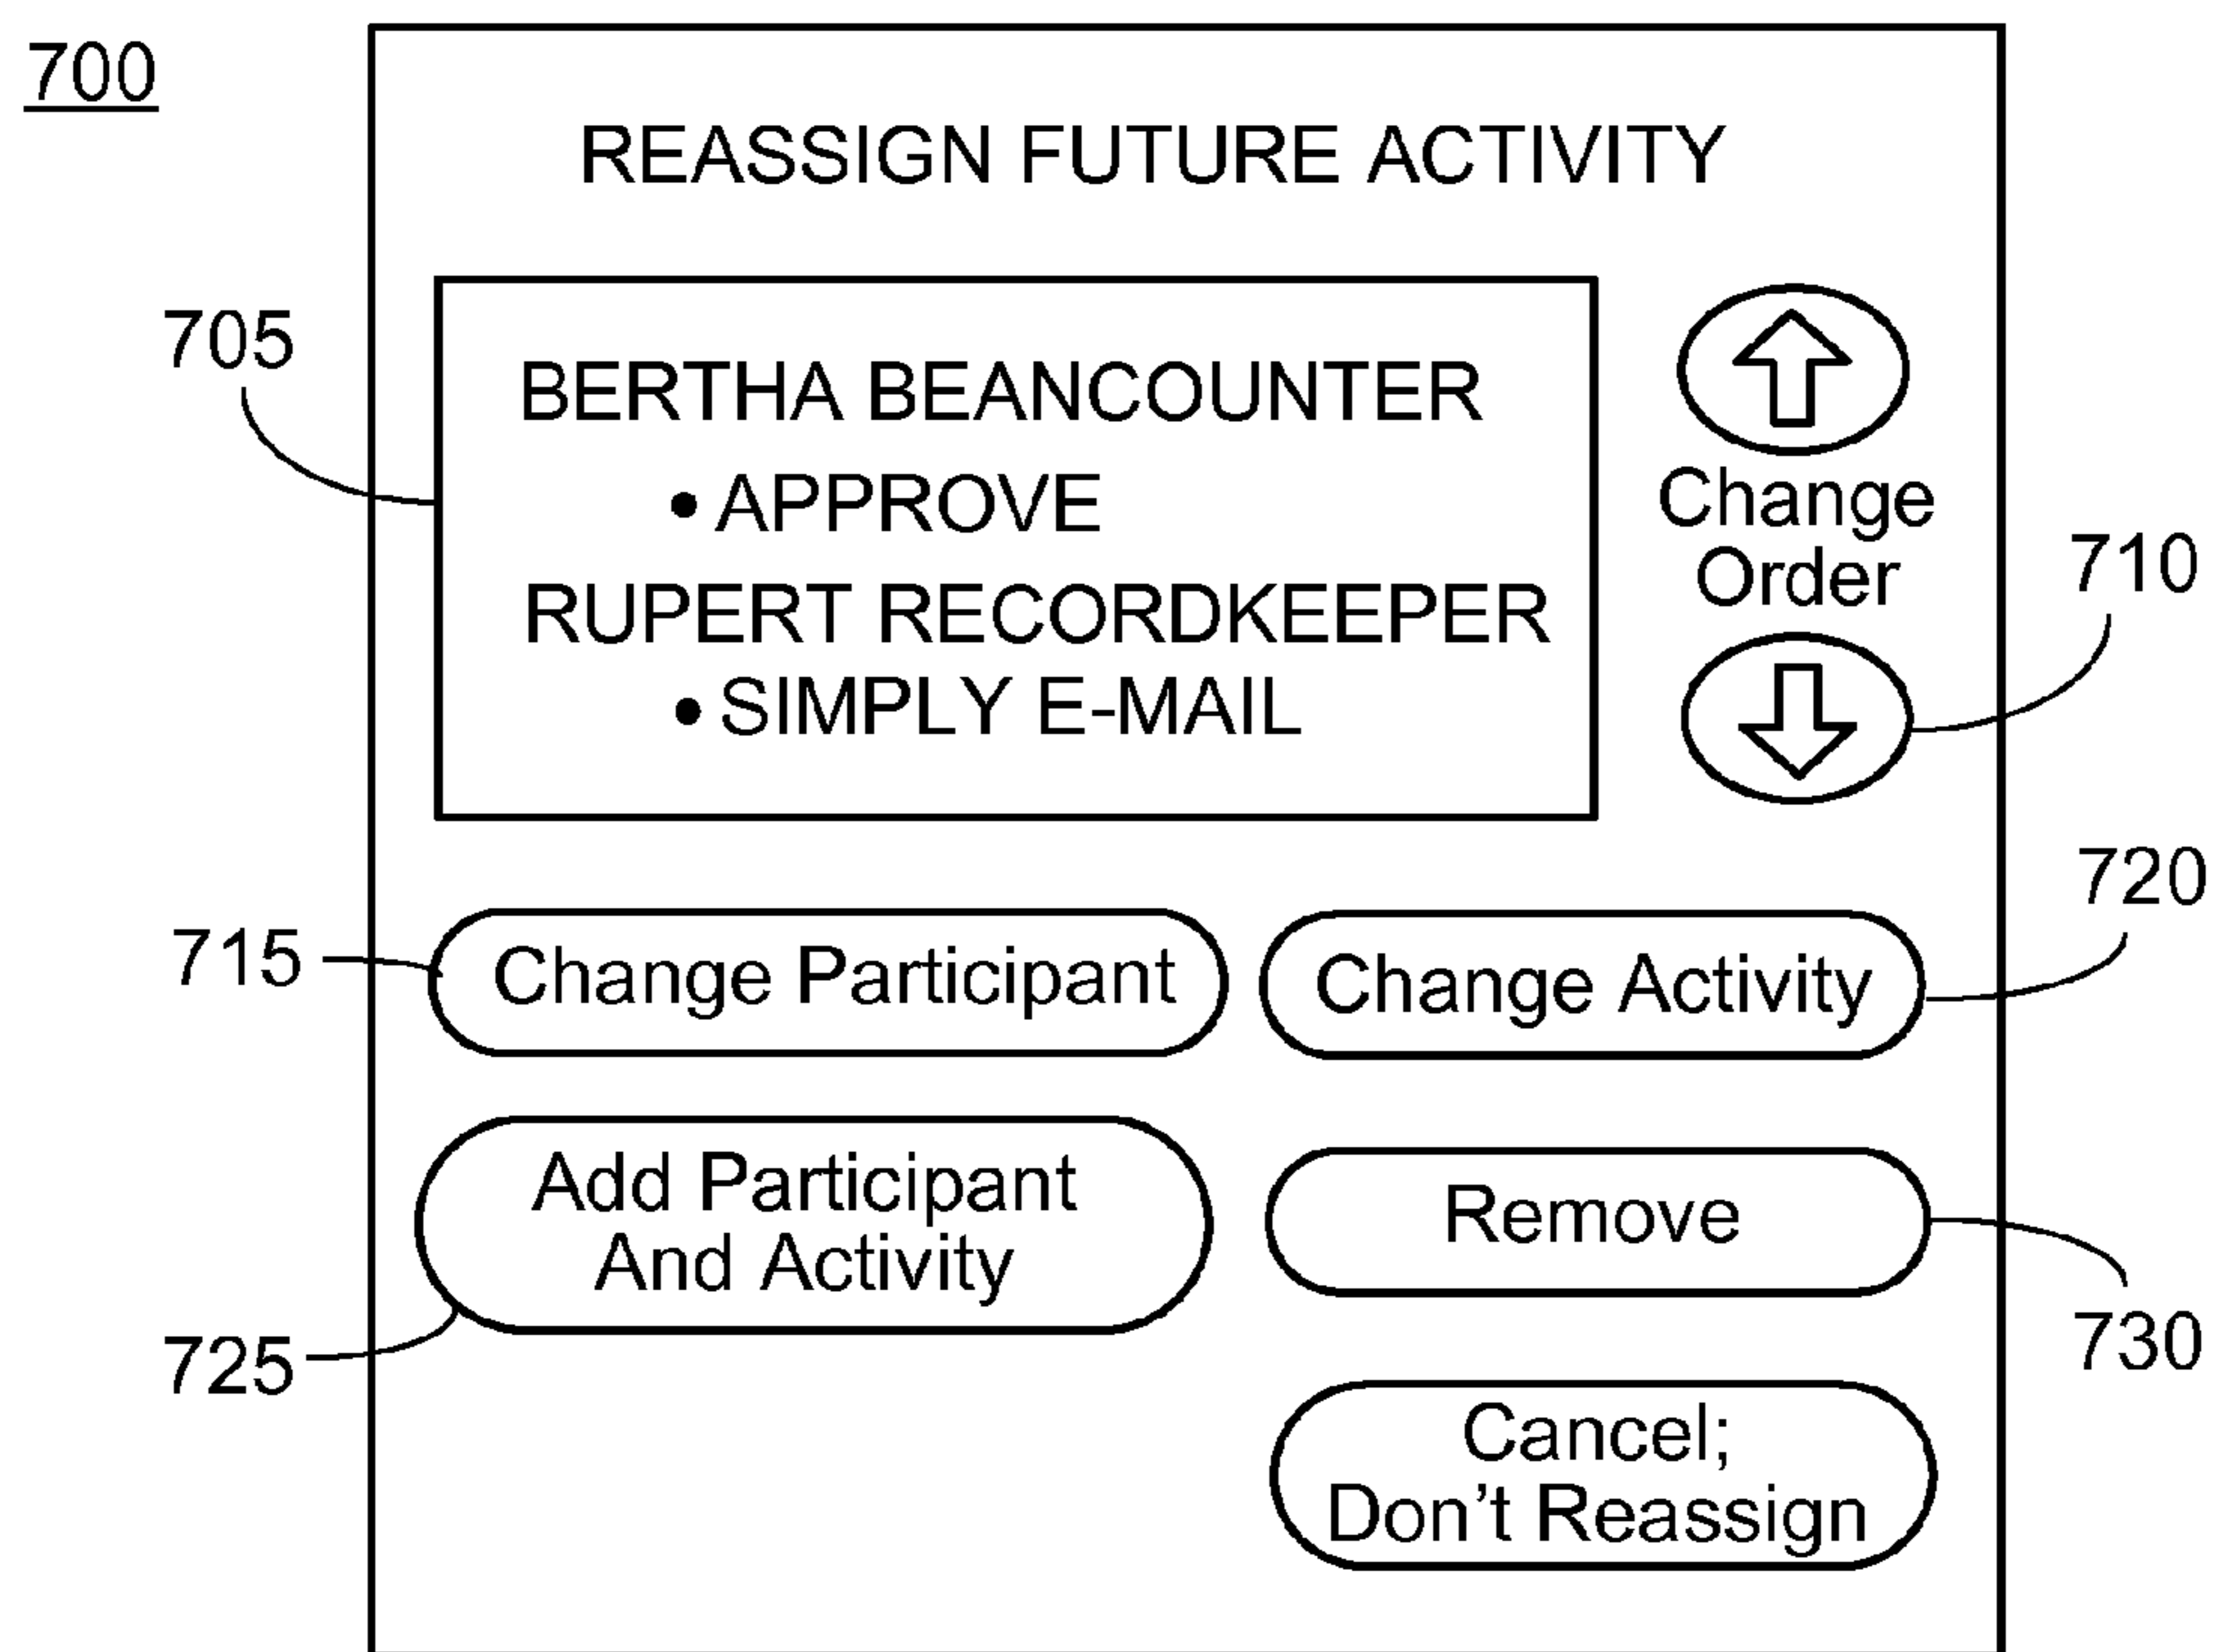 700
REASSIGN FUTURE ACTIVITY
705
BERTHA BEANCOUNTER
• APPROVE
RUPERT RECORDKEEPER
• SIMPLY E-MAIL
Change
Order
710
720
715
Change Participant
Change Activity
Add Participant
And Activity
Remove
725
730
Cancel;
Don't Reassign